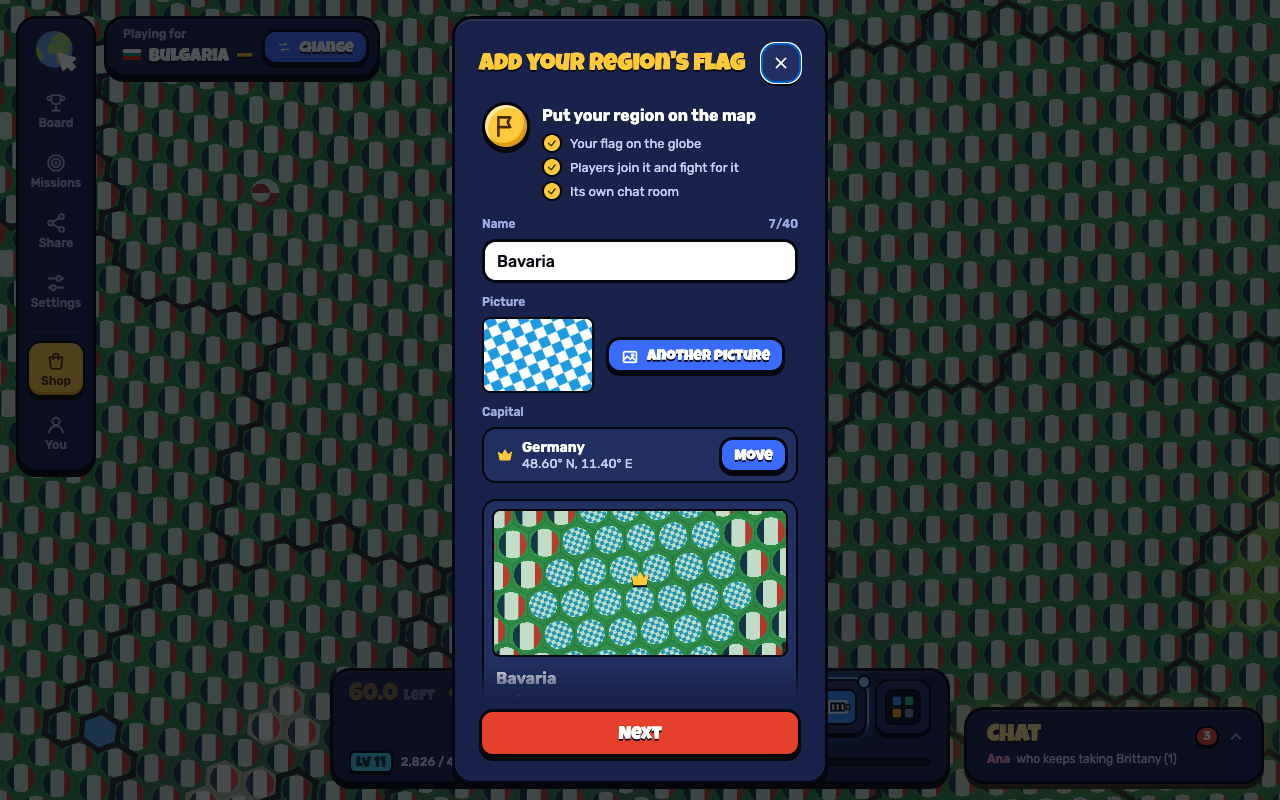 Playing for
BULGARIA
CHANGE
Board
Missions
Share
Settings
Shop
You
ADD YOUR REGION'S FLAG
Put your region on the map
Your flag on the globe
Players join it and fight for it
Its own chat room
Name
7/40
Bavaria
Picture
ANOTHER PICTURE
Capital
Germany
48.60° N, 11.40° E
MOVE
Bavaria
NEXT
60.0 LEFT
LV 11
2,826 / 4
CHAT
3
Ana who keeps taking Brittany (1)